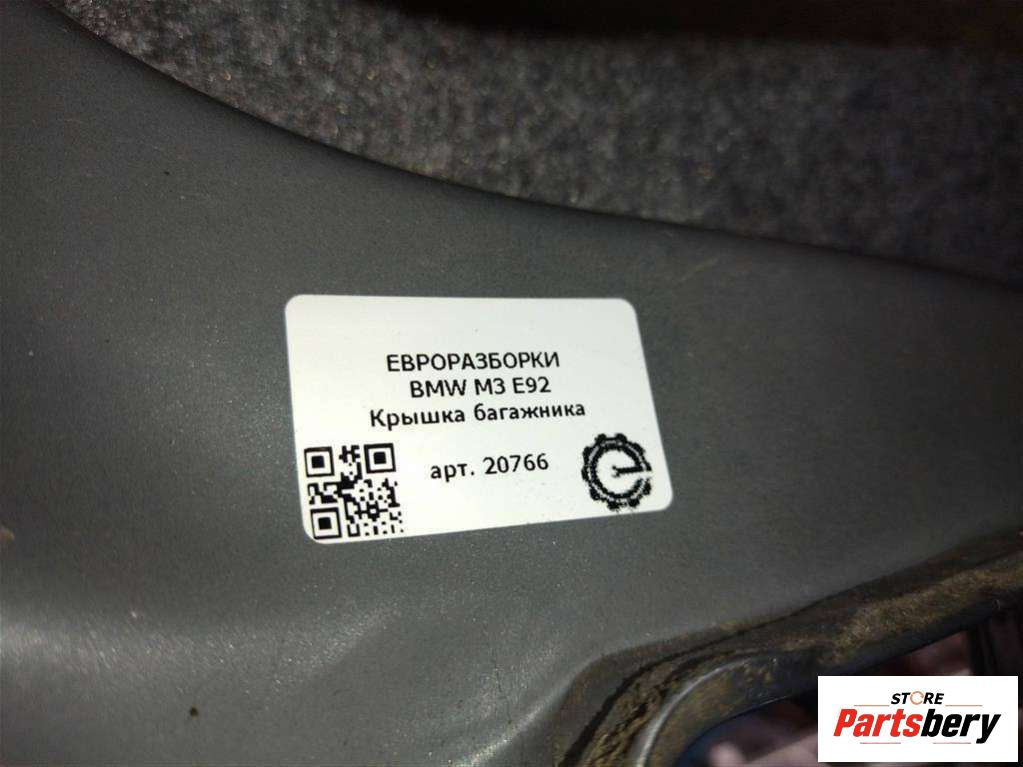 ЕВРОРАЗБОРКИ
BMW M3 E92
Крышка багажника
арт. 20766
STORE
Partsbery